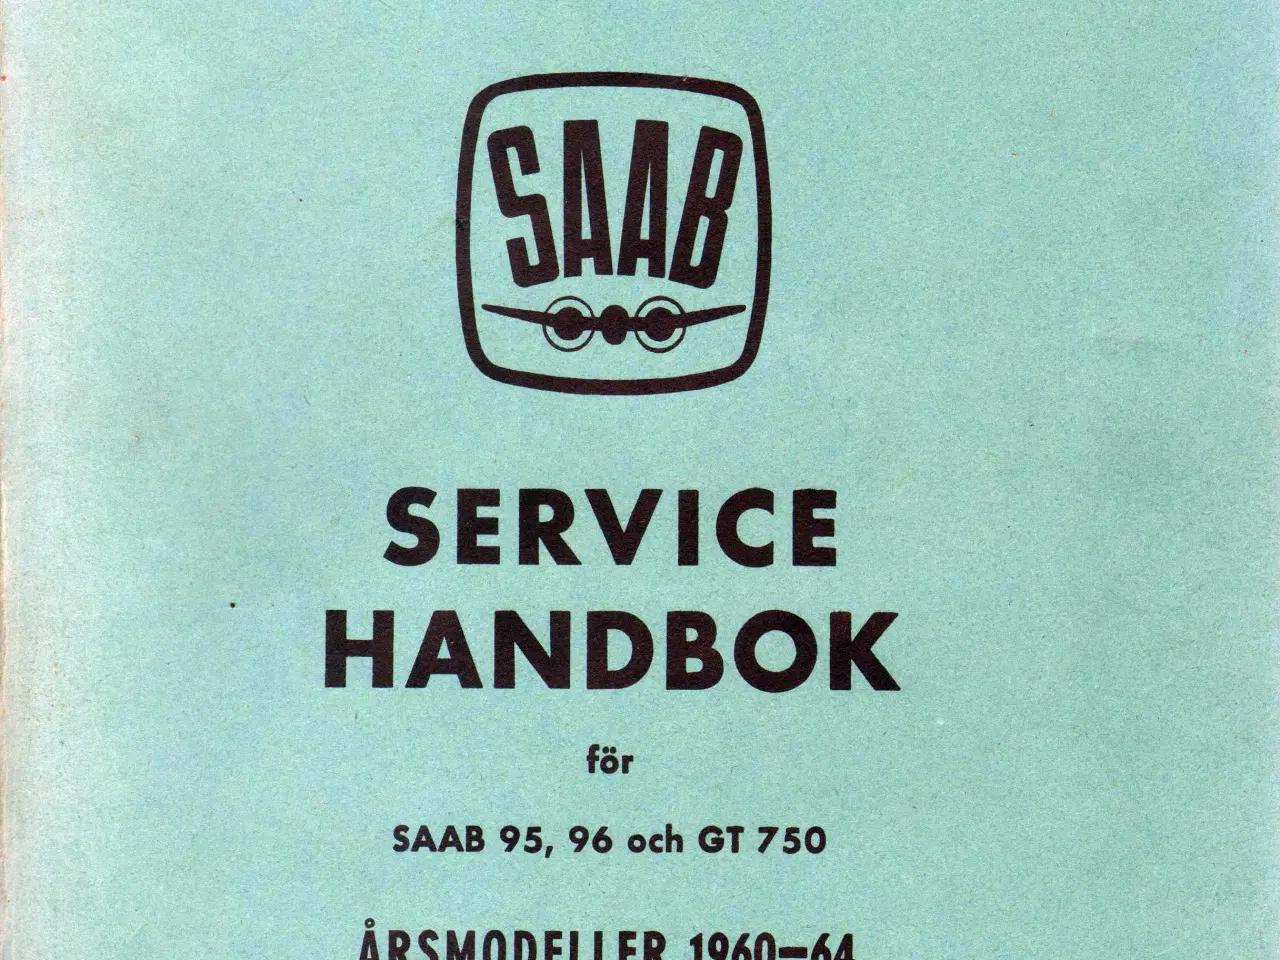 SAAB
SERVICE
HANDBOK
för
SAAB 95, 96 och GT 750
ÅRSMODELLER 1960—64